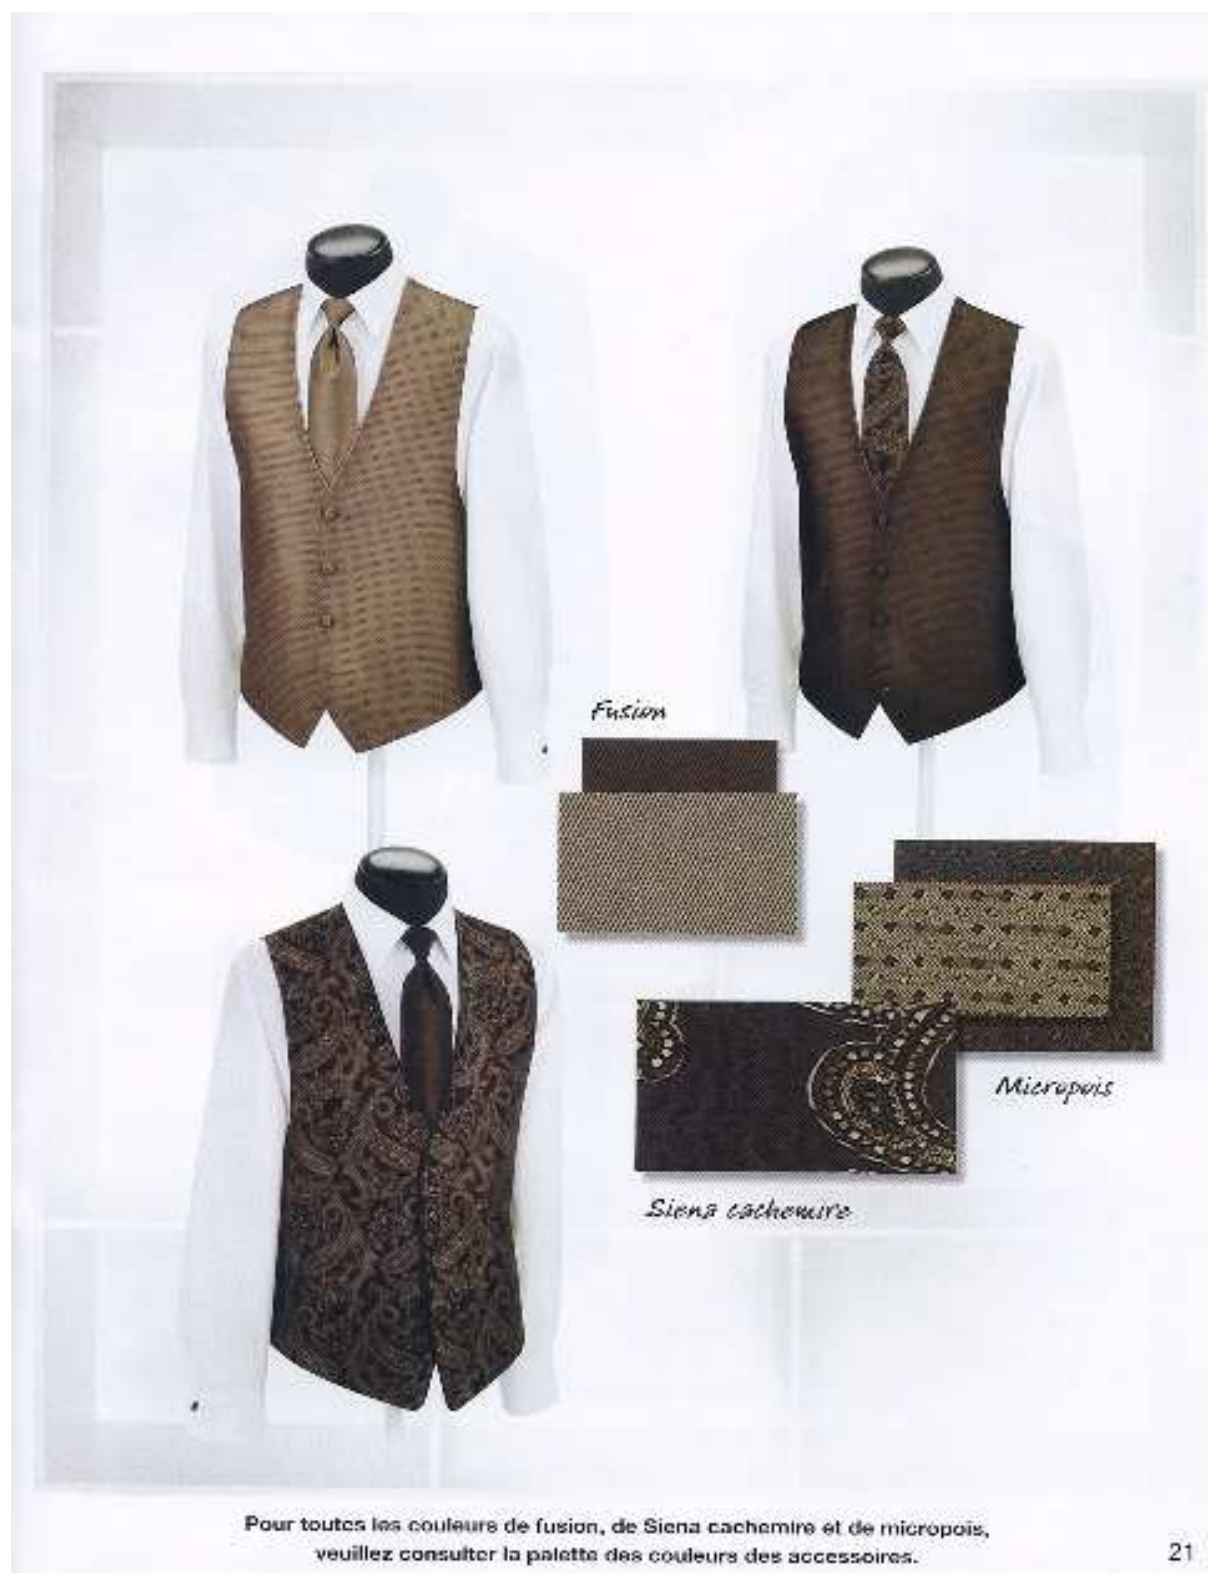 Fusion
Micropois
Siena cachemire
Pour toutes les couleurs de fusion, de Siena cachemire et de micropois,
veuillez consulter la palette des couleurs des accessoires.
21